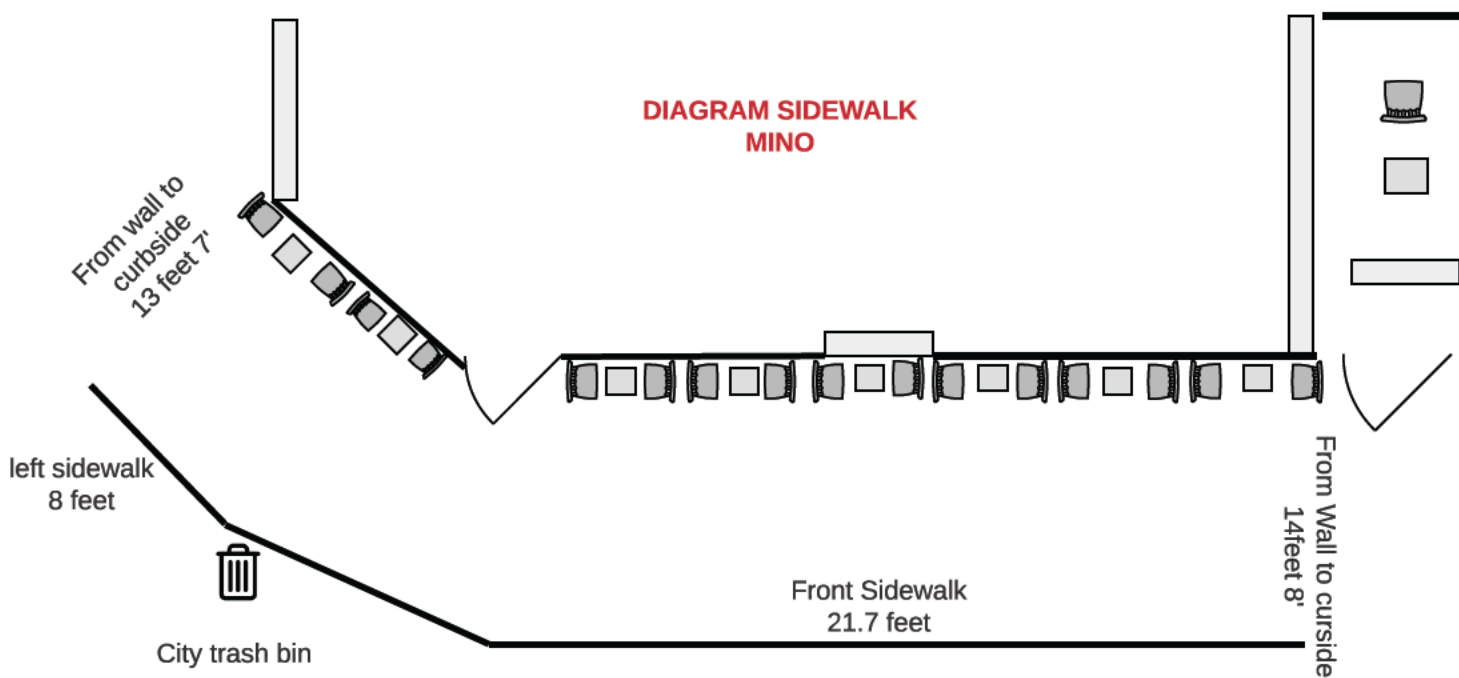 DIAGRAM SIDEWALK
MINO
From wall to
curbside
13 feet 7'
left sidewalk
8 feet
City trash bin
Front Sidewalk
21.7 feet
From Wall to curside
14feet 8'